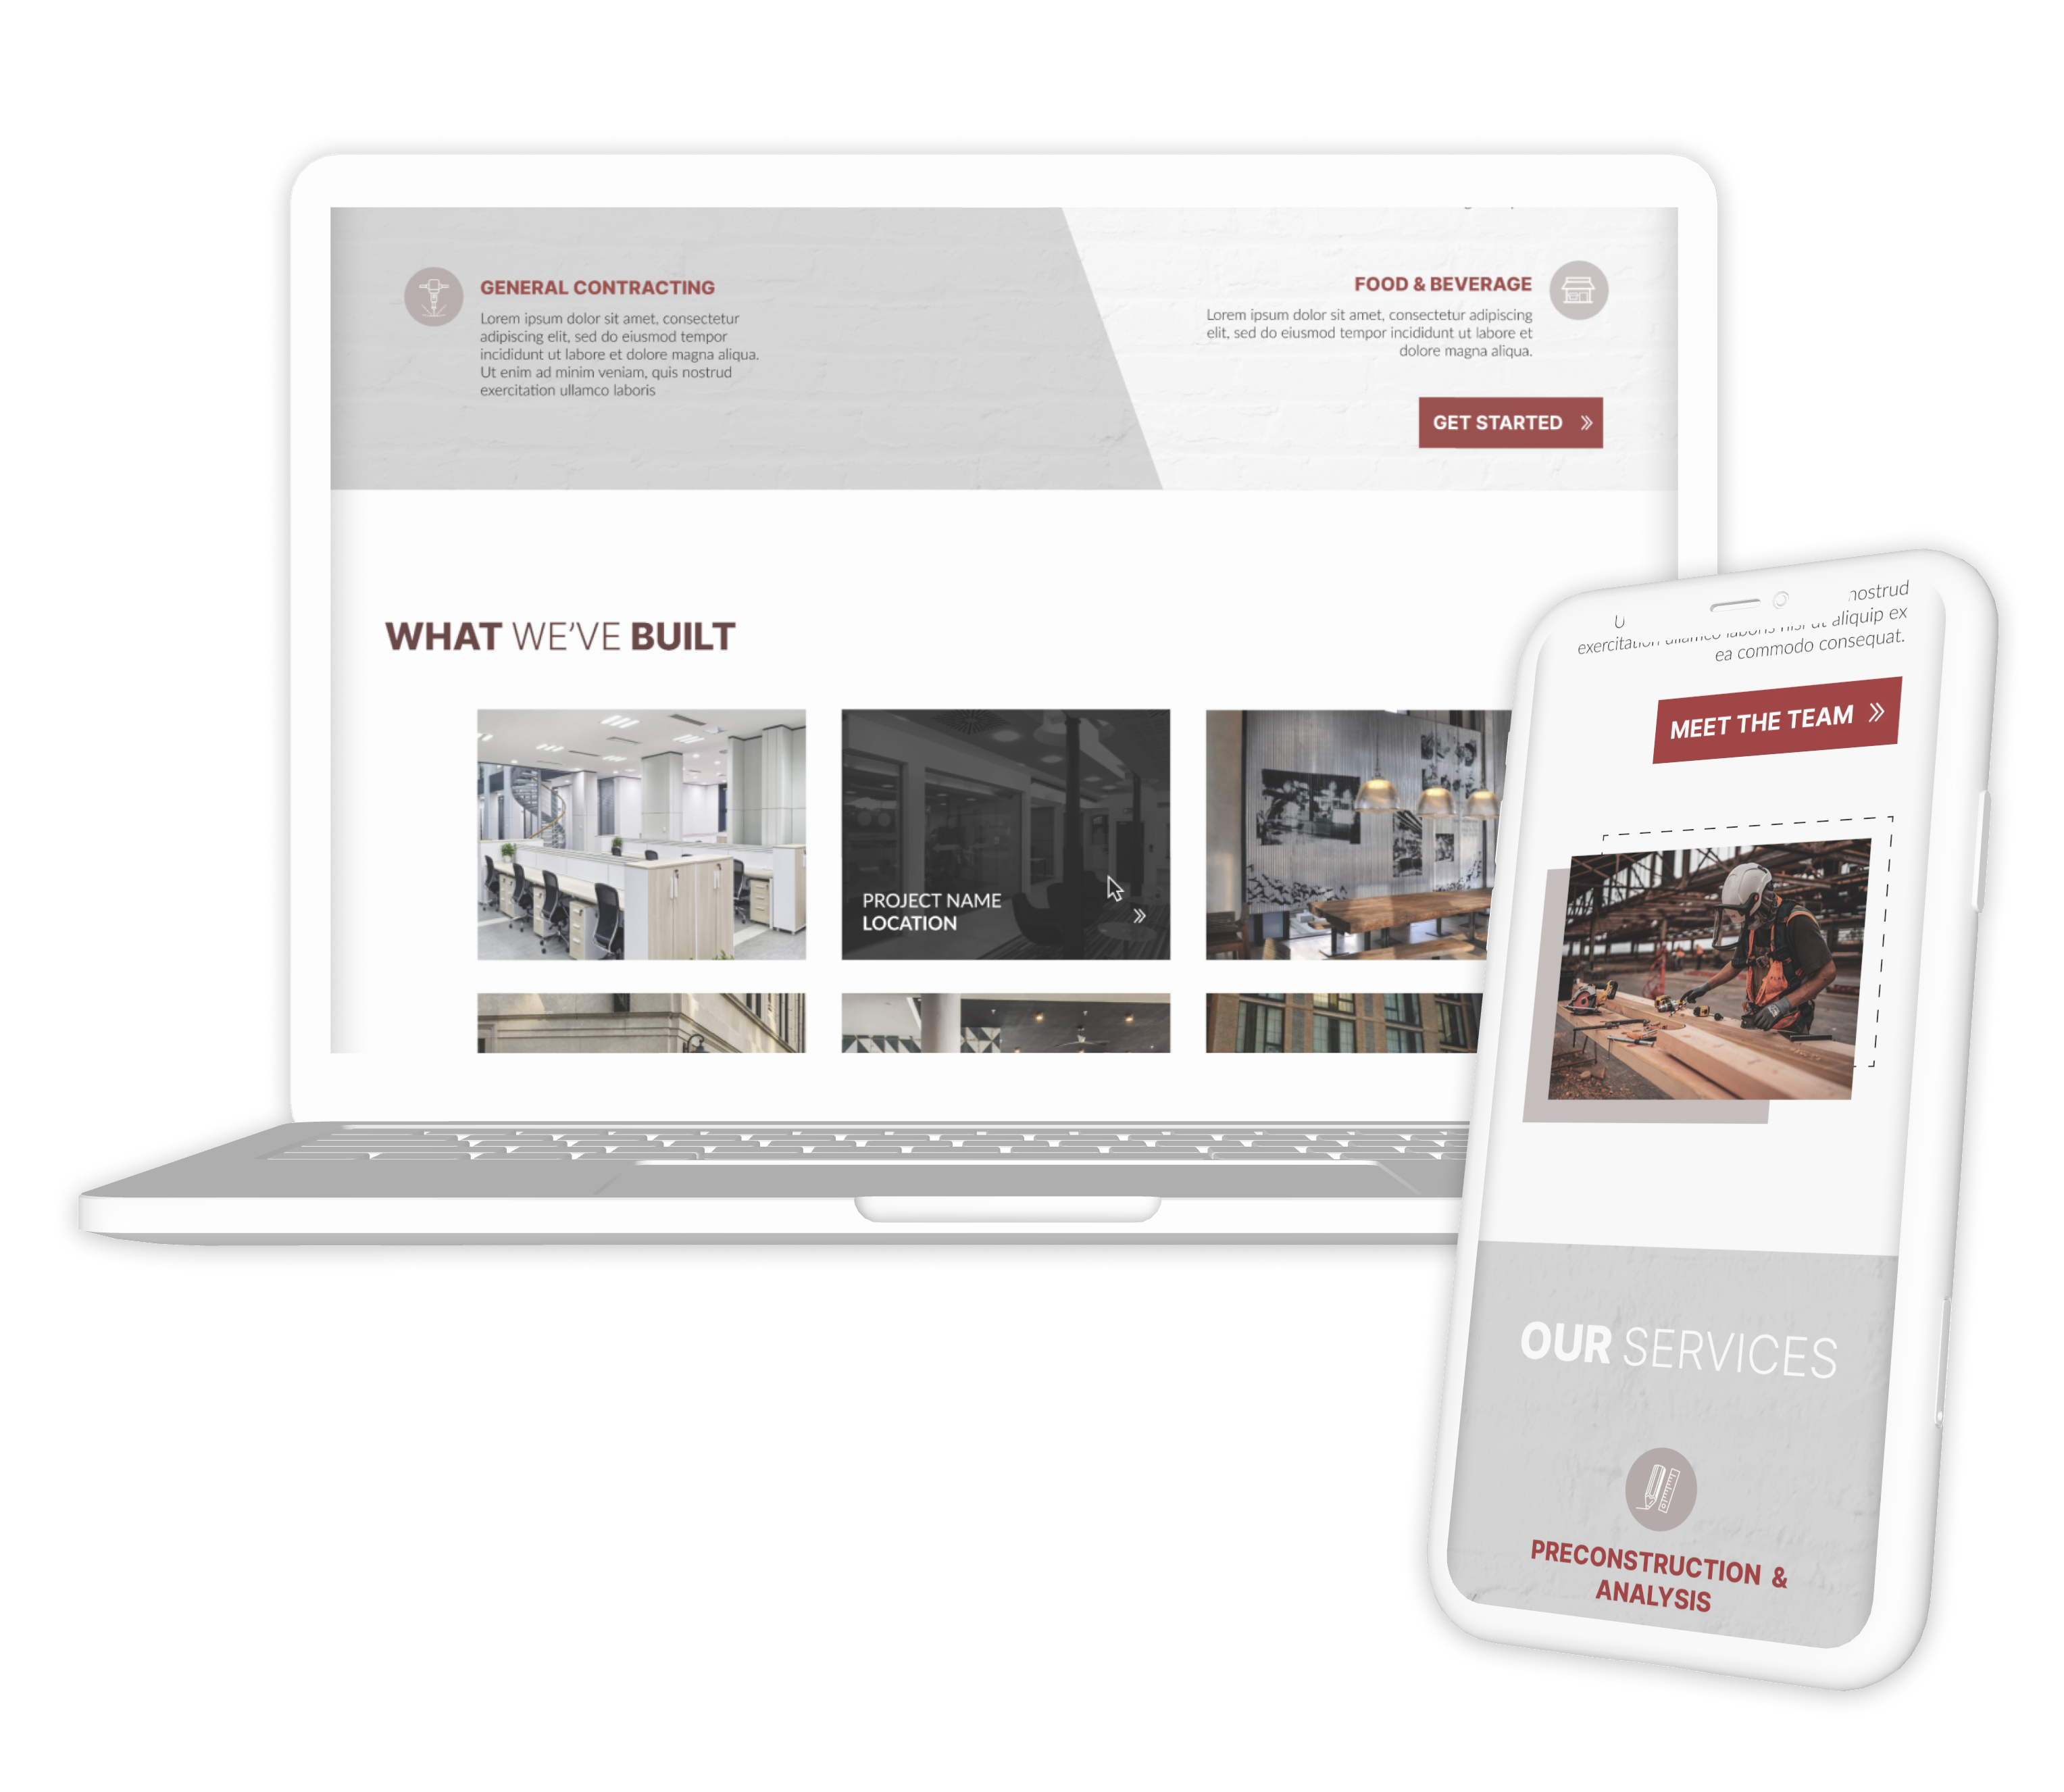 GENERAL CONTRACTING
Lorem ipsum dolor sit amet, consectetur
adipiscing elit, sed do eiusmod tempor
incididunt ut labore et dolore magna aliqua.
Ut enim ad minim veniam, quis nostrud
exercitation ullamco laboris
FOOD & BEVERAGE
Lorem ipsum dolor sit amet, consectetur adipiscing
elit, sed do eiusmod tempor incididunt ut labore et
dolore magna aliqua.
GET STARTED
WHAT WE'VE BUILT
PROJECT NAME
LOCATION
nostrud
aliquip ex
ea commodo consequat.
MEET THE TEAM
OUR SERVICES
PRECONSTRUCTION &
ANALYSIS